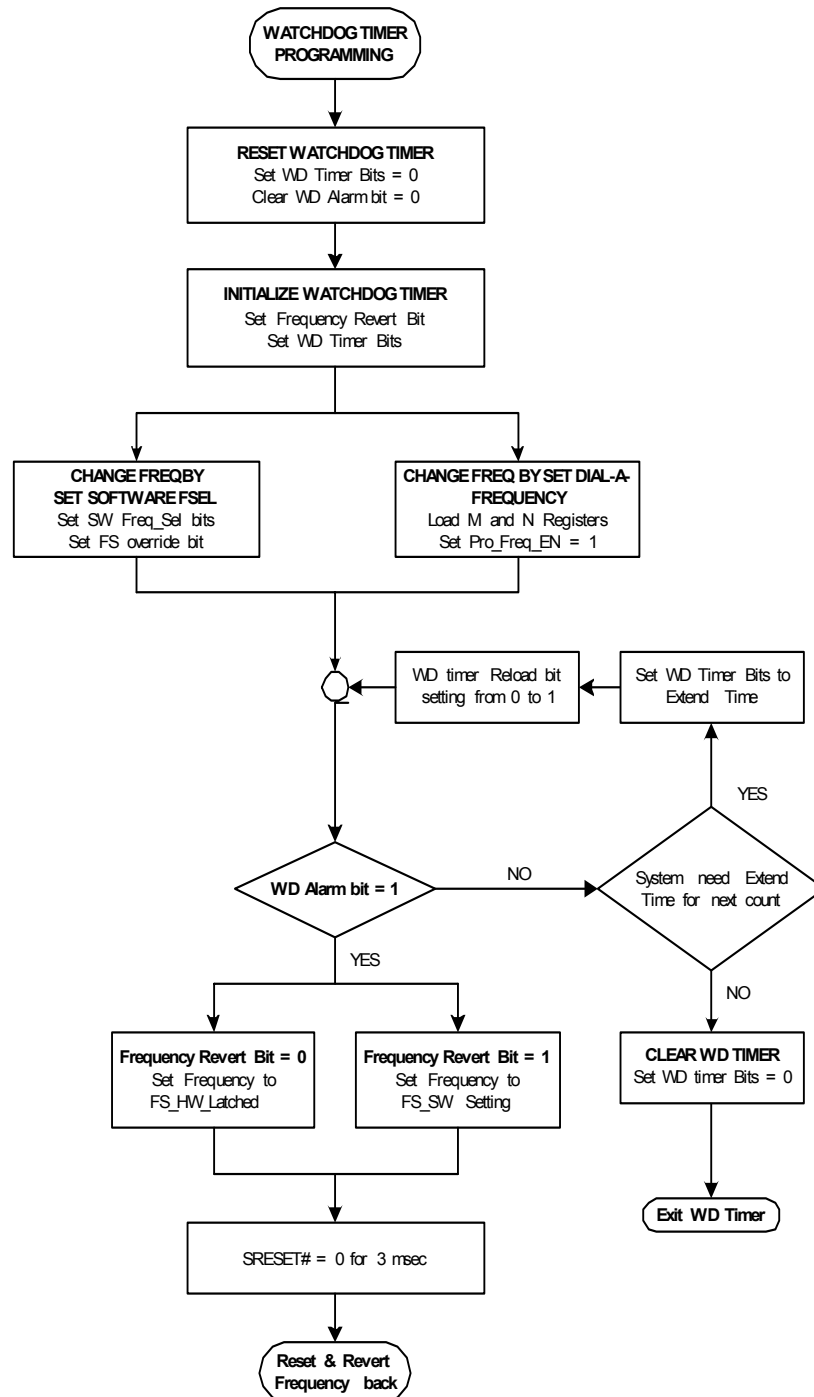 WATCHDOG TIMER
PROGRAMMING
RESET WATCHDOG TIMER
Set WD Timer Bits = 0
Clear WD Alarm bit = 0
INITIALIZE WATCHDOG TIMER
Set Frequency Revert Bit
Set WD Timer Bits
CHANGE FREQ BY
SET SOFTWARE FSEL
Set SW Freq_Sel bits
Set FS override bit
CHANGE FREQ BY SET DIAL-A-
FREQUENCY
Load M and N Registers
Set Pro_Freq_EN = 1
WD timer Reload bit
setting from 0 to 1
Set WD Timer Bits to
Extend Time
YES
WD Alarm bit = 1
NO
System need Extend
Time for next count
YES
NO
Frequency Revert Bit = 0
Set Frequency to
FS_HW_Latched
Frequency Revert Bit = 1
Set Frequency to
FS_SW Setting
CLEAR WD TIMER
Set WD timer Bits = 0
Exit WD Timer
SRESET# = 0 for 3 msec
Reset & Revert
Frequency back